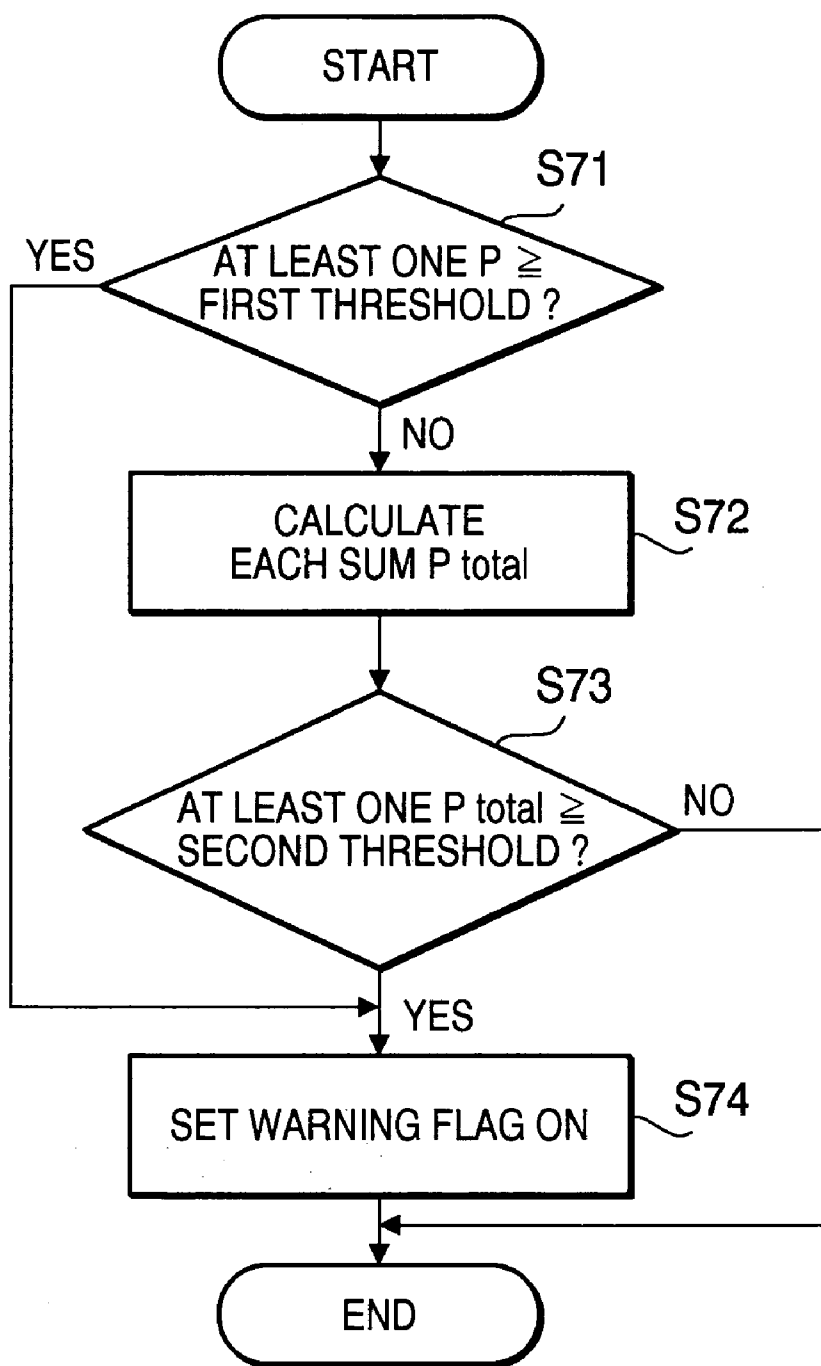 START
S71
YES
AT LEAST ONE P ≧
FIRST THRESHOLD ?
NO
CALCULATE
EACH SUM P total
S72
S73
AT LEAST ONE P total ≧
SECOND THRESHOLD ?
NO
YES
SET WARNING FLAG ON
S74
END